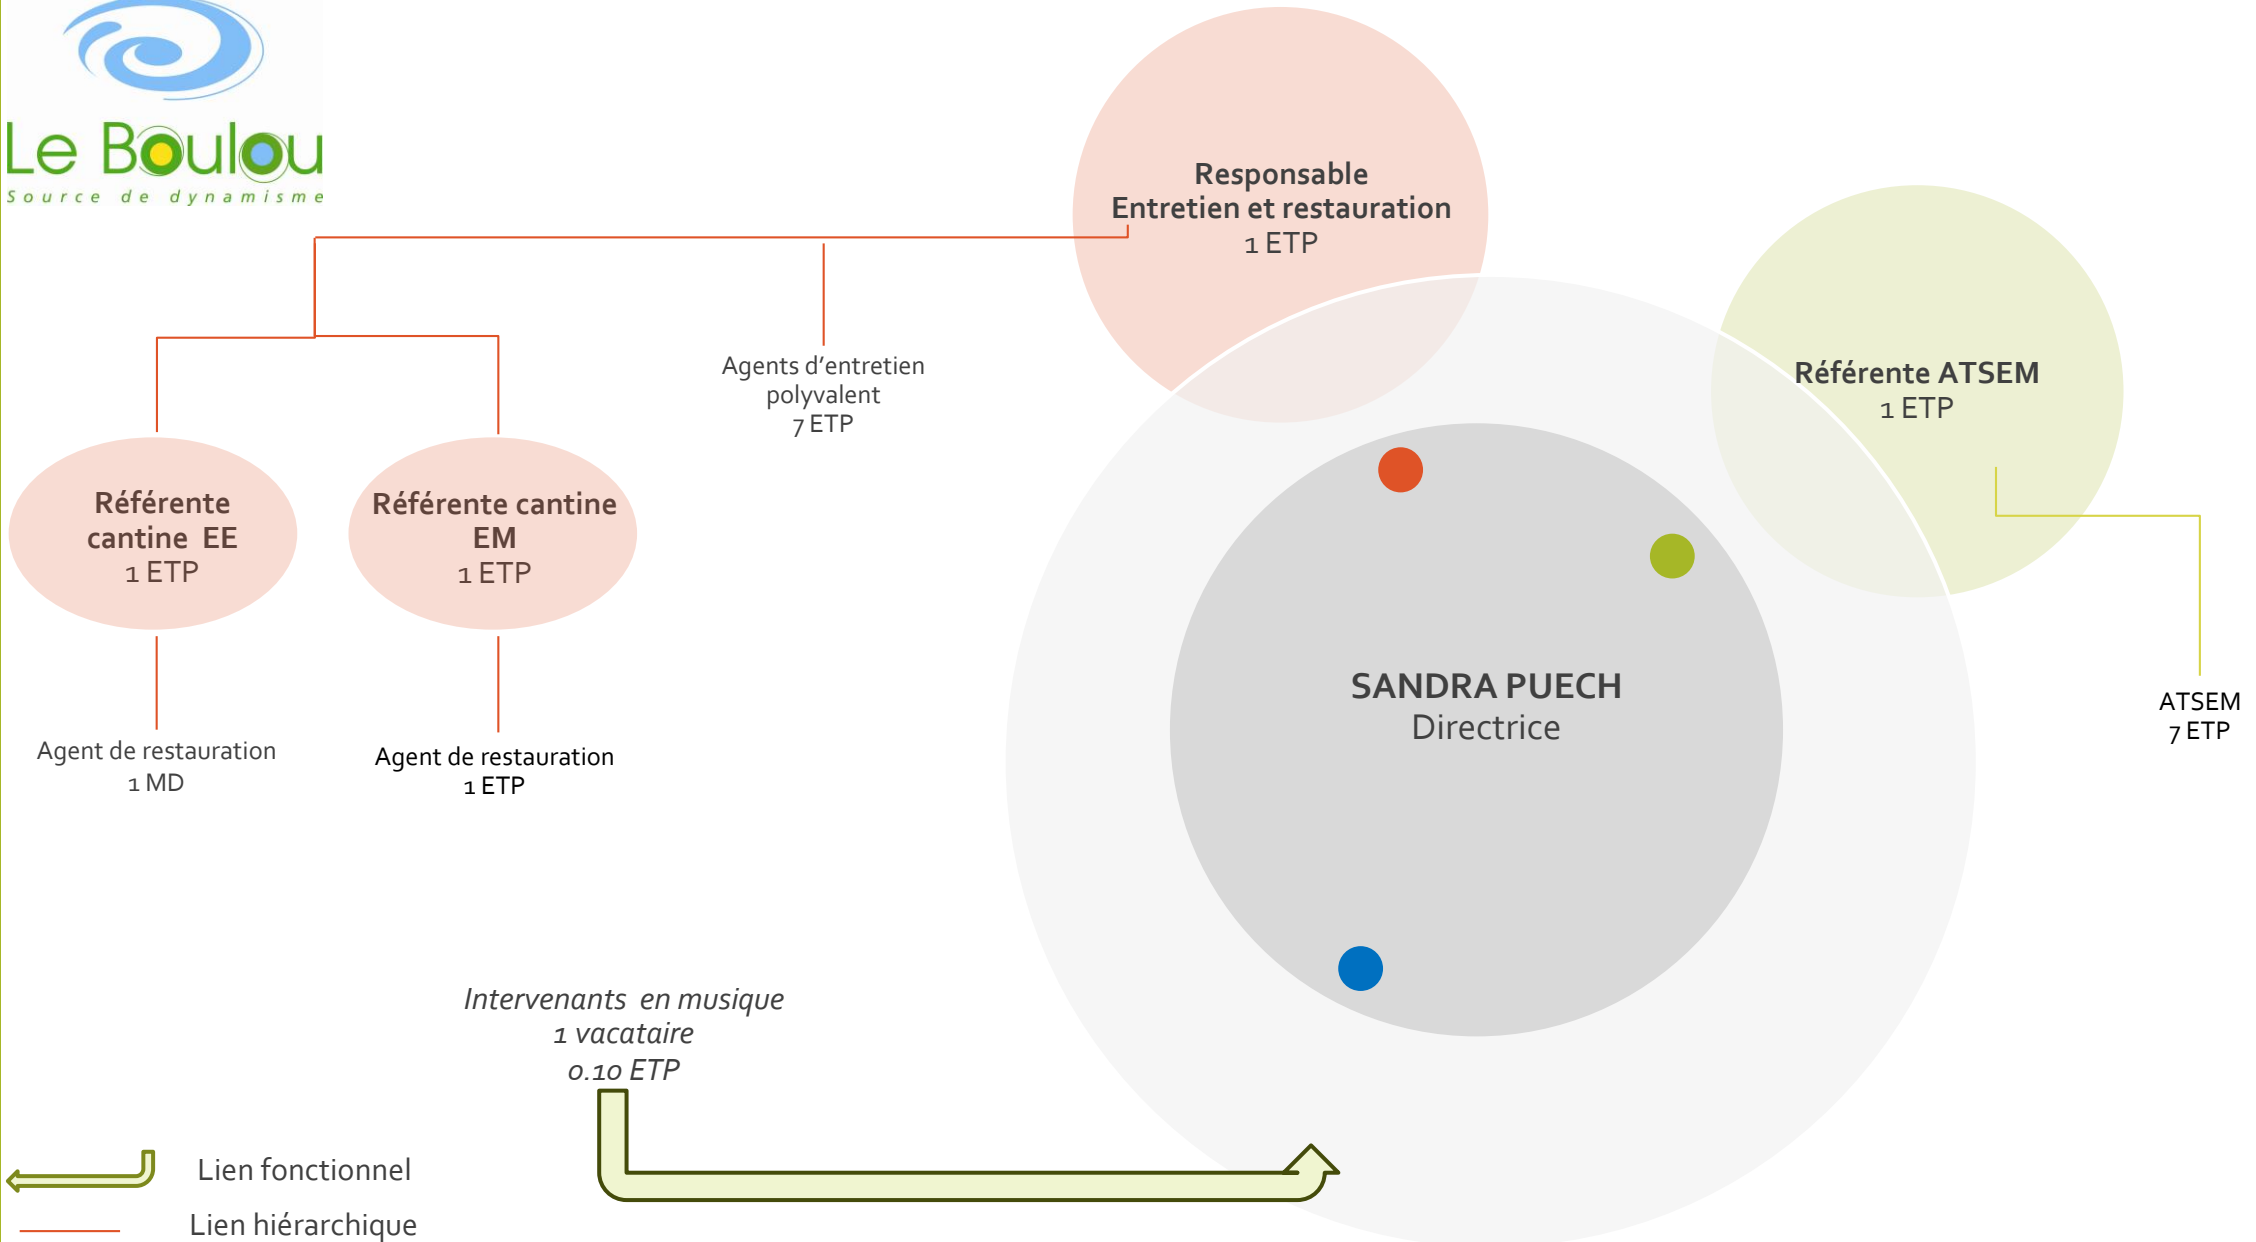 Le Boulou
Source de dynamisme
Responsable
Entretien et restauration
1 ETP
Référente ATSEM
1 ETP
Agents d'entretien
polyvalent
7 ETP
Référente
cantine EE
1 ETP
Référente cantine
EM
1 ETP
SANDRA PUECH
Directrice
ATSEM
7 ETP
Agent de restauration
1 MD
Agent de restauration
1 ETP
Intervenants en musique
1 vacataire
0.10 ETP
Lien fonctionnel
Lien hiérarchique